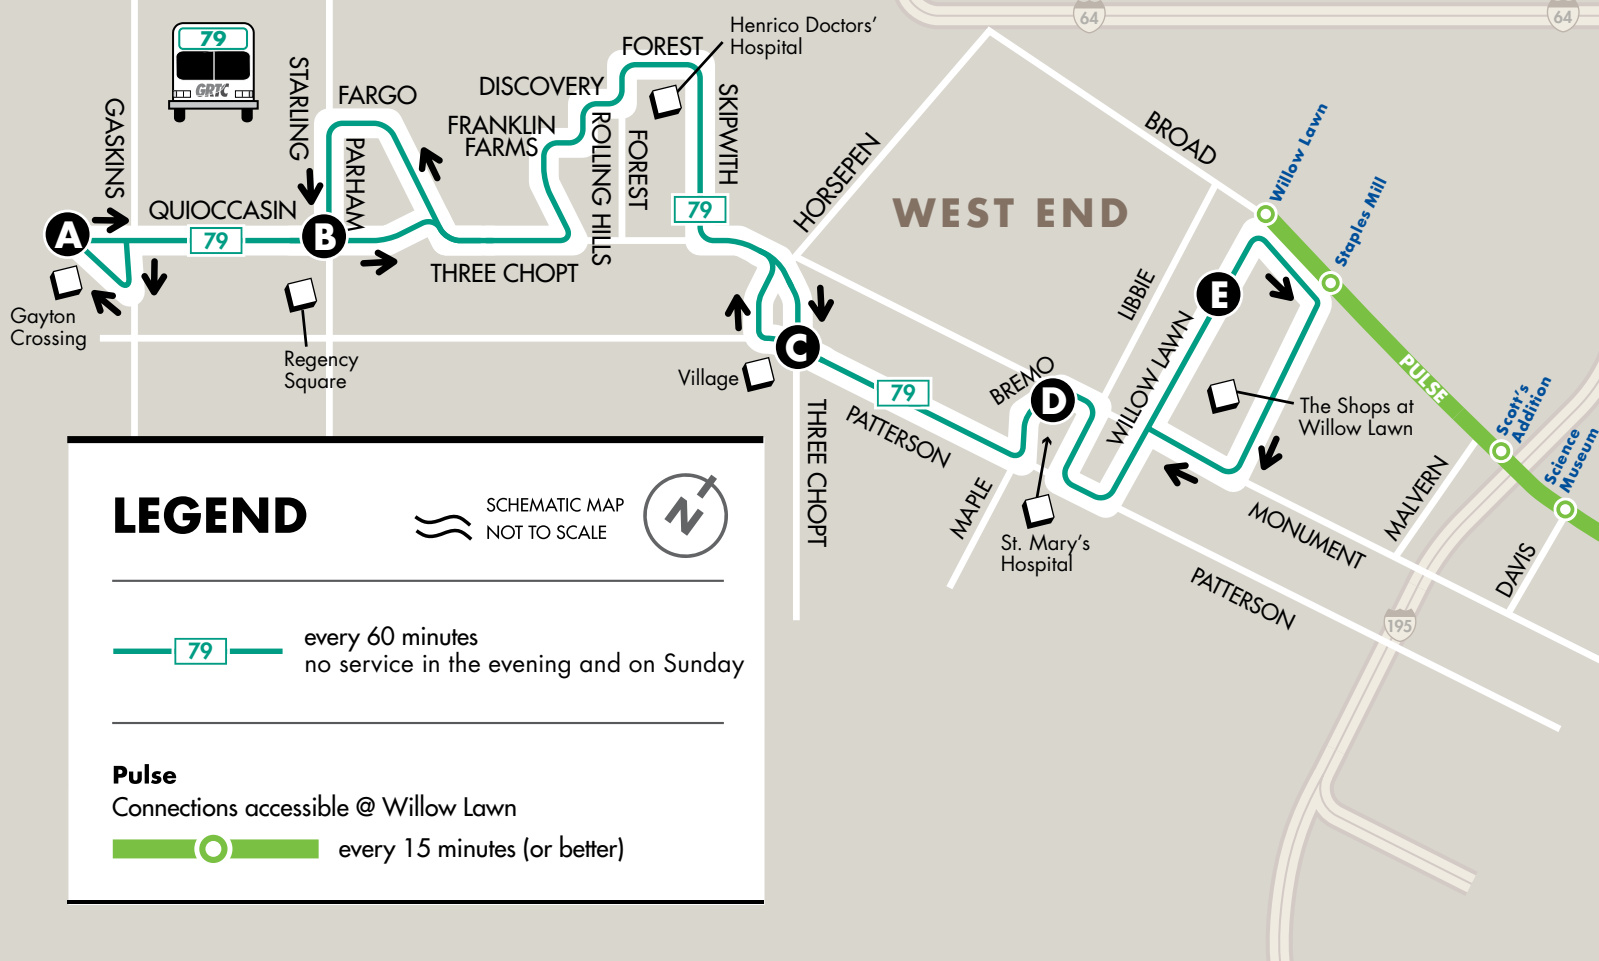 79
GRTC
GASKINS
STARLING
FARGO
PARHAM
QUIOCCASIN
79
A
B
Gayton
Crossing
Regency
Square
DISCOVERY
FRANKLIN
FARMS
FOREST
Henrico Doctors’
Hospital
ROLLING HILLS
FOREST
SKIPWITH
79
THREE CHOPT
HORSEPEN
WEST END
BROAD
64
64
Willow Lawn
Staples Mill
LIBBIE
E
WILLOW LAWN
C
Village
79
PATTERSON
THREE CHOPT
BREMO
D
MAPLE
St. Mary’s
Hospital
The Shops at
Willow Lawn
PULSE
Scott’s
Addition
Science
Museum
MALVERN
MONUMENT
DAVIS
PATTERSON
195
LEGEND
SCHEMATIC MAP
NOT TO SCALE
N
79
every 60 minutes
no service in the evening and on Sunday
Pulse
Connections accessible @ Willow Lawn
every 15 minutes (or better)